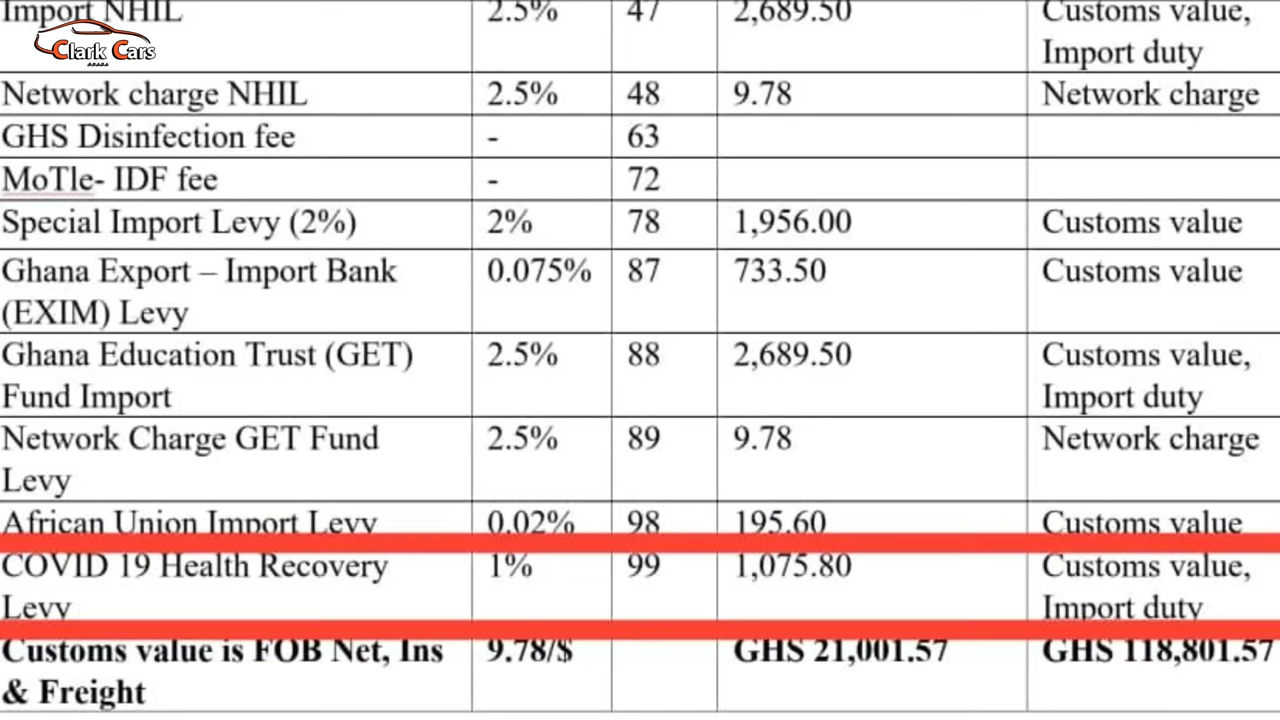 Import NHIL 2.5% 47 2,689.50 Customs value,
Import duty
Clark Cars
Network charge NHIL 2.5% 48 9.78 Network charge
GHS Disinfection fee - 63
MoTle- IDF fee - 72
Special Import Levy (2%) 2% 78 1,956.00 Customs value
Ghana Export – Import Bank 0.075% 87 733.50 Customs value
(EXIM) Levy
Ghana Education Trust (GET) 2.5% 88 2,689.50 Customs value,
Fund Import Import duty
Network Charge GET Fund 2.5% 89 9.78 Network charge
Levy
African Union Import Levy 0.02% 98 195.60 Customs value
COVID 19 Health Recovery 1% 99 1,075.80 Customs value,
Levy Import duty
Customs value is FOB Net, Ins 9.78/$ GHS 21,001.57 GHS 118,801.57
& Freight